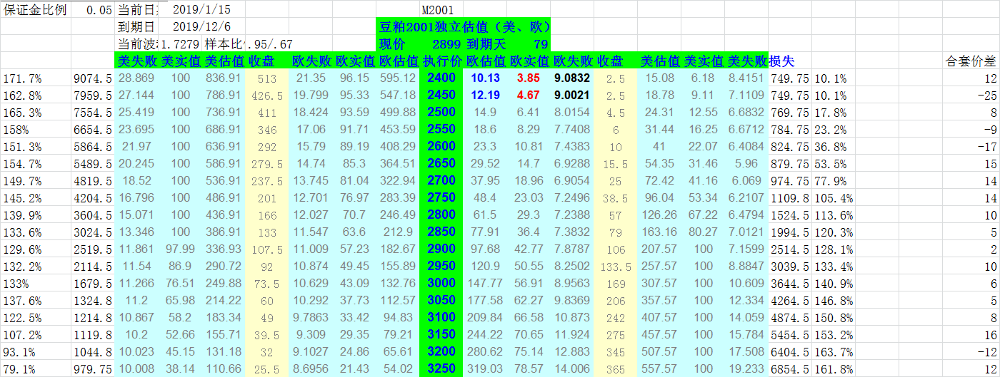 保证金比例 0.05 当前日 2019/1/15 M2001
到期日 2019/12/6 豆粕2001独立估值（美、欧）
当前波 1.7279 样本比 .95/.67 现价 2899 到期天 79
美失败 美实值 美估值 收盘 欧失败 欧实值 欧估值 执行价 欧估值 欧实值 欧失败 收盘 美估值 美实值 美失败 损失 合套价差
171.7% 9074.5 28.869 100 836.91 513 21.35 96.15 595.12 2400 10.13 3.85 9.0832 2.5 15.08 6.18 8.4151 749.75 10.1% 12
162.8% 7959.5 27.144 100 786.91 426.5 19.799 95.33 547.18 2450 12.19 4.67 9.0021 2.5 18.78 9.11 7.1109 749.75 10.1% -25
165.3% 7554.5 25.419 100 736.91 411 18.424 93.59 499.88 2500 14.9 6.41 8.0154 4.5 24.31 12.55 6.6832 769.75 17.8% 8
158% 6654.5 23.695 100 686.91 346 17.06 91.71 453.59 2550 18.6 8.29 7.7408 6 31.44 16.25 6.6712 784.75 23.2% -9
151.3% 5864.5 21.97 100 636.91 292 15.79 89.19 408.29 2600 23.3 10.81 7.4383 10 41 22.07 6.4084 824.75 36.8% -17
154.7% 5489.5 20.245 100 586.91 279.5 14.74 85.3 364.51 2650 29.52 14.7 6.9288 15.5 54.35 31.46 5.96 879.75 53.5% 15
149.7% 4819.5 18.52 100 536.91 237.5 13.745 81.04 322.94 2700 37.95 18.96 6.9054 25 72.42 41.16 6.069 974.75 77.9% 14
145.2% 4204.5 16.796 100 486.91 201 12.701 76.97 283.39 2750 48.4 23.03 7.2496 38.5 96.04 53.34 6.2107 1109.8 105.4% 14
139.9% 3604.5 15.071 100 436.91 166 12.027 70.7 246.49 2800 61.5 29.3 7.2388 57 126.26 67.22 6.4794 1524.5 113.6% 10
133.6% 3024.5 13.346 100 386.91 133 11.547 63.6 212.9 2850 77.91 36.4 7.3832 79 163.16 80.27 7.0121 1994.5 120.3% 5
129.6% 2519.5 11.861 97.99 336.93 107.5 11.009 57.23 182.67 2900 97.68 42.77 7.8787 106 207.57 100 7.1599 2514.5 128.1% 2
132.2% 2114.5 11.54 86.9 290.72 92 10.874 49.45 155.89 2950 120.9 50.55 8.2502 133.5 257.57 100 8.8847 3039.5 133.4% 10
133% 1679.5 11.266 76.51 249.88 73.5 10.629 43.09 132.76 3000 147.77 56.91 8.9563 169 307.57 100 10.609 3644.5 140.9% 6
137.6% 1324.8 11.2 65.98 214.22 60 10.292 37.73 112.57 3050 177.58 62.27 9.8369 206 357.57 100 12.334 4264.5 146.8% 5
122.5% 1214.8 10.867 58.2 183.34 49 9.7863 33.42 94.83 3100 209.84 66.58 10.873 242 407.57 100 14.059 4874.5 150.8% 8
107.2% 1119.8 10.2 52.66 155.71 39.5 9.309 29.35 79.21 3150 244.22 70.65 11.924 275 457.57 100 15.784 5454.5 153.2% 16
93.1% 1044.8 10.023 45.15 131.18 32 9.1027 24.86 65.61 3200 280.62 75.14 12.883 345 507.57 100 17.508 6404.5 163.7% -12
79.1% 979.75 10.008 38.14 110.66 25.5 8.6956 21.43 54.02 3250 319.03 78.57 14.006 365 557.57 100 19.233 6854.5 161.8% 12